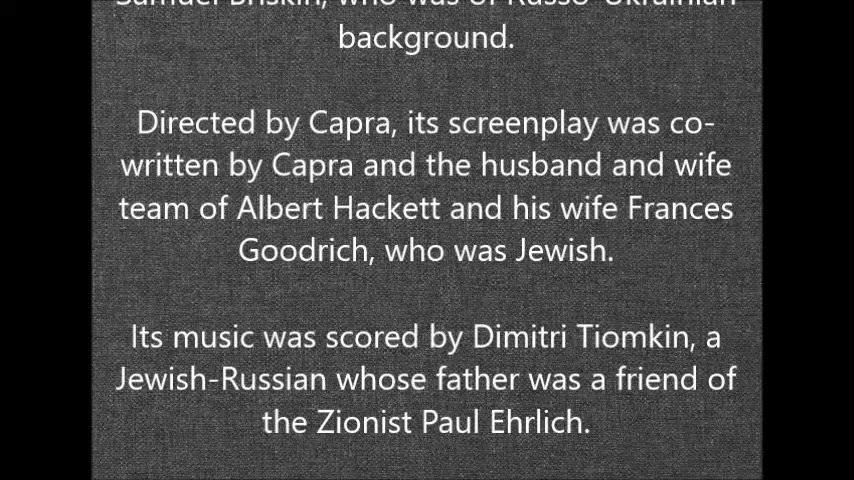 Samuel Briskin, who was of Russo-Ukrainian
background.
Directed by Capra, its screenplay was co-
written by Capra and the husband and wife
team of Albert Hackett and his wife Frances
Goodrich, who was Jewish.
Its music was scored by Dimitri Tiomkin, a
Jewish-Russian whose father was a friend of
the Zionist Paul Ehrlich.